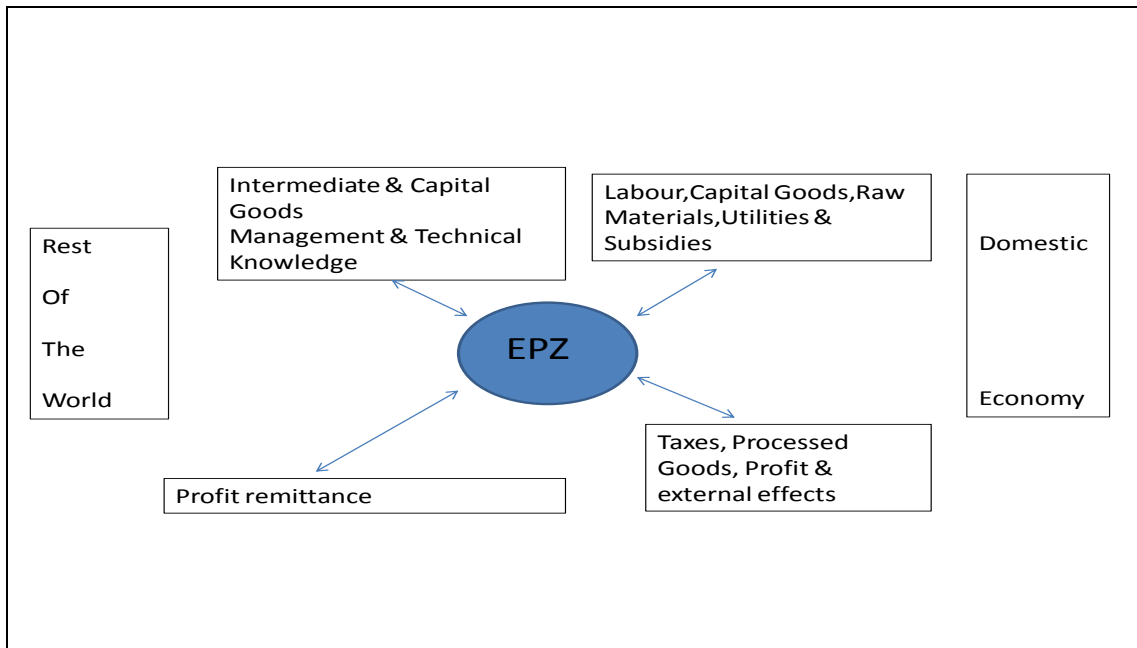 Rest
Of
The
World
Intermediate & Capital
Goods
Management & Technical
Knowledge
Labour,Capital Goods,Raw
Materials,Utilities &
Subsidies
Domestic
Economy
EPZ
Profit remittance
Taxes, Processed
Goods, Profit &
external effects